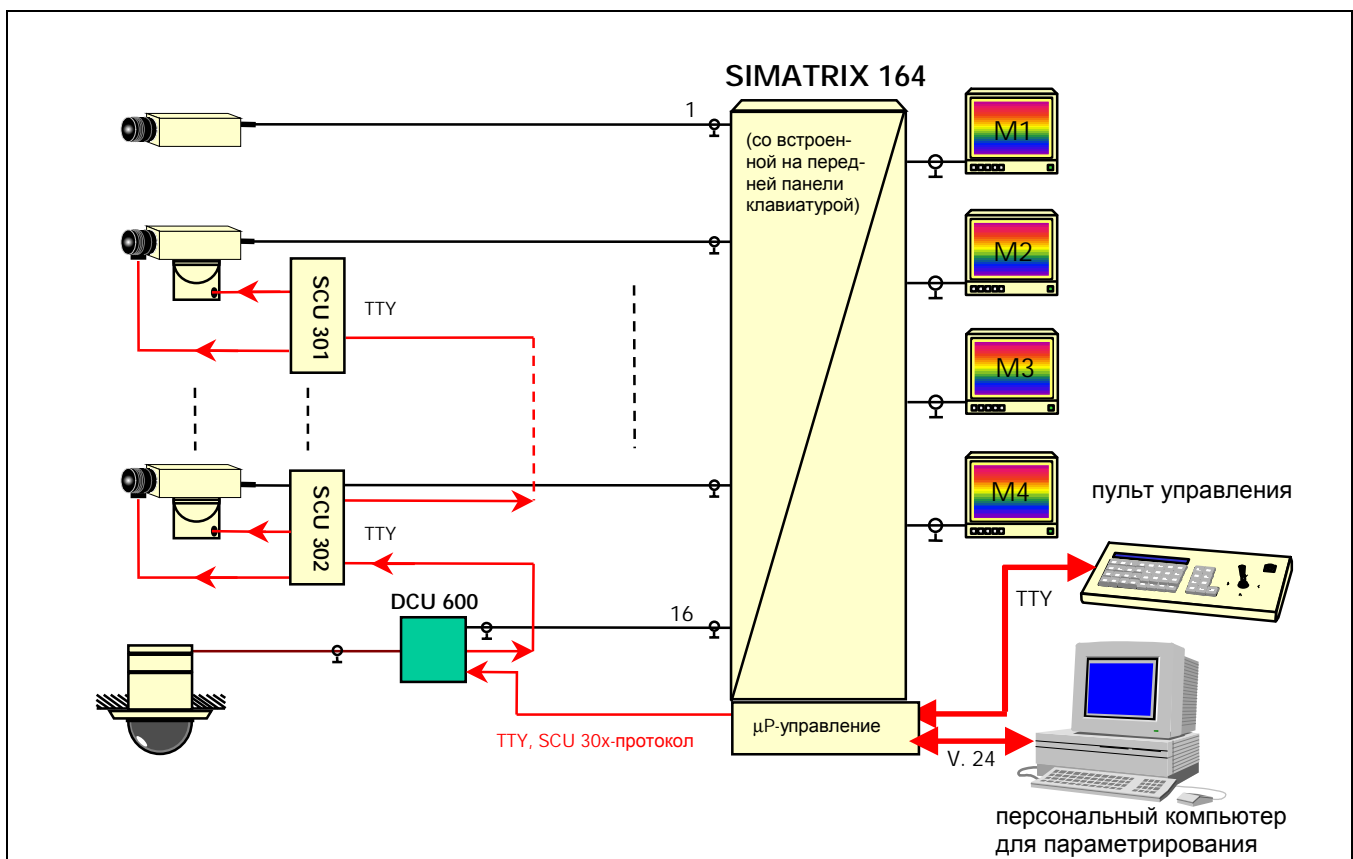 SIMATRIX 164
1
(со встроен-
ной на перед-
ней панели
клавиатурой)
M1
M2
SCU 301
TTY
M3
M4
SCU 302
TTY
пульт управления
DCU 600
16
TTY
µP-управление
TTY, SCU 30x-протокол
V. 24
персональный компьютер
для параметрирования